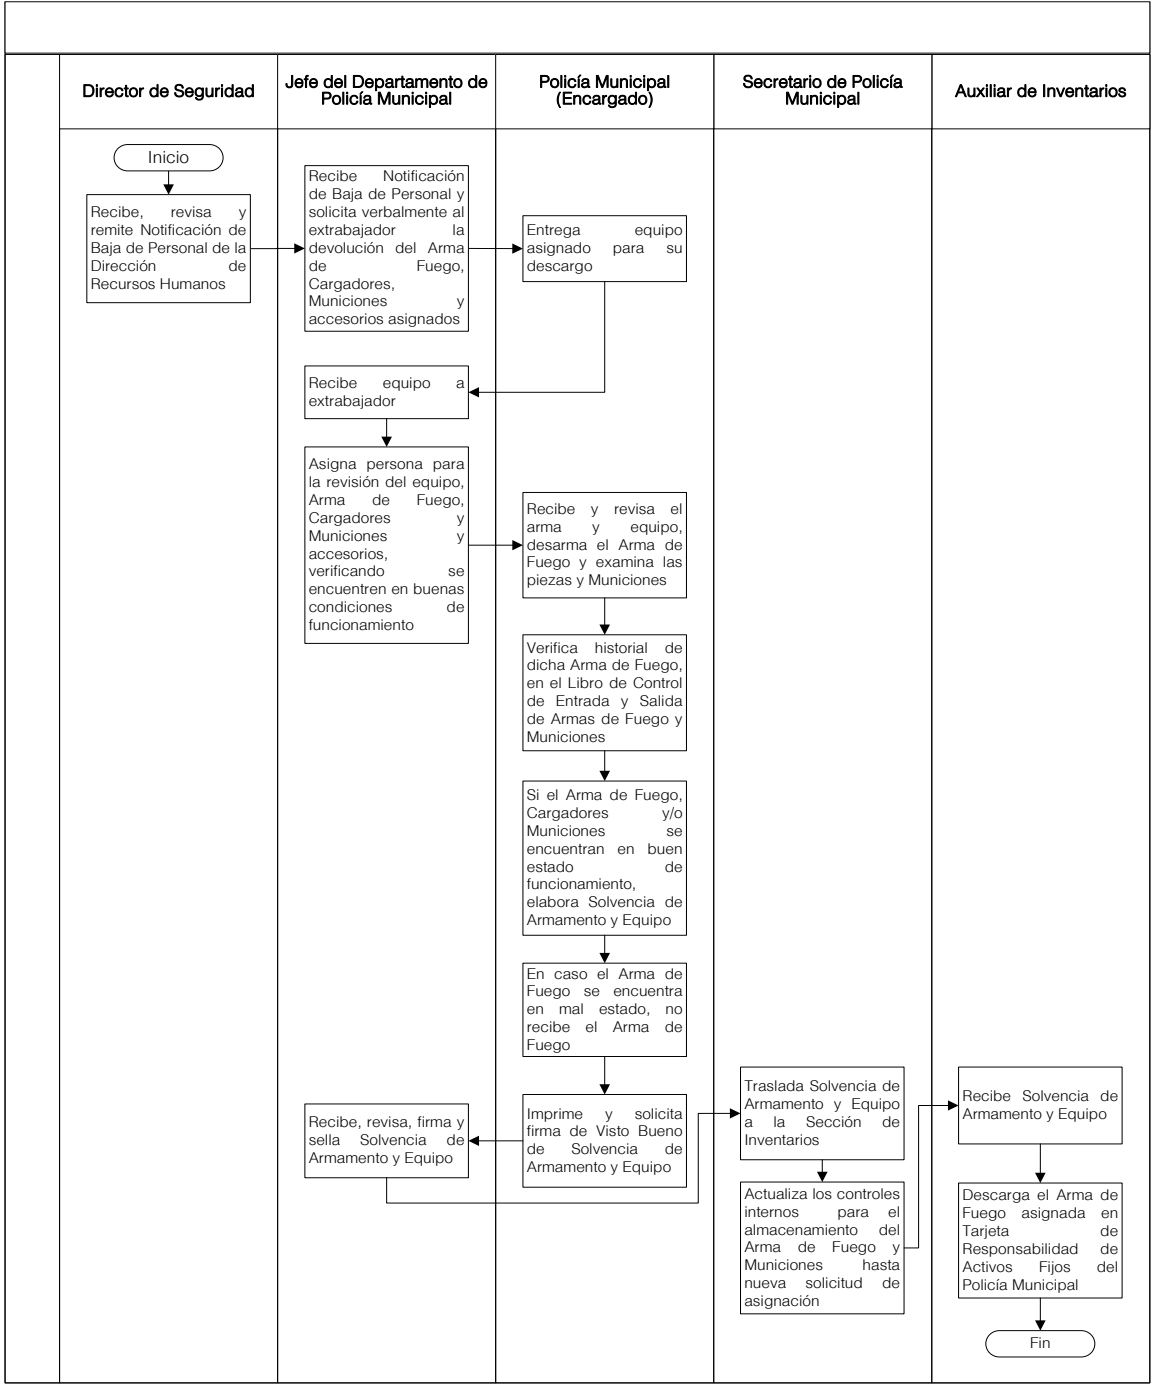 Director de Seguridad
Jefe del Departamento de
Policía Municipal
Policía Municipal
(Encargado)
Secretario de Policía
Municipal
Auxiliar de Inventarios
Inicio
Recibe, revisa y
remite Notificación de
Baja de Personal de la
Dirección de
Recursos Humanos
Recibe Notificación
de Baja de Personal y
solicita verbalmente al
extrabajador la
devolución del Arma
de Fuego,
Cargadores,
Municiones y
accesorios asignados
Entrega equipo
asignado para su
descargo
Recibe equipo a
extrabajador
Asigna persona para
la revisión del equipo,
Arma de Fuego,
Cargadores y
Municiones y
accesorios,
verificando se
encuentren en buenas
condiciones de
funcionamiento
Recibe y revisa el
arma y equipo,
desarma el Arma de
Fuego y examina las
piezas y Municiones
Verifica historial de
dicha Arma de Fuego,
en el Libro de Control
de Entrada y Salida
de Armas de Fuego y
Municiones
Si el Arma de Fuego,
Cargadores y/o
Municiones se
encuentran en buen
estado de
funcionamiento,
elabora Solvencia de
Armamento y Equipo
En caso el Arma de
Fuego se encuentra
en mal estado, no
recibe el Arma de
Fuego
Imprime y solicita
firma de Visto Bueno
de Solvencia de
Armamento y Equipo
Recibe, revisa, firma y
sella Solvencia de
Armamento y Equipo
Traslada Solvencia de
Armamento y Equipo
a la Sección de
Inventarios
Actualiza los controles
internos para el
almacenamiento del
Arma de Fuego y
Municiones hasta
nueva solicitud de
asignación
Recibe Solvencia de
Armamento y Equipo
Descarga el Arma de
Fuego asignada en
Tarjeta de
Responsabilidad de
Activos Fijos del
Policía Municipal
Fin